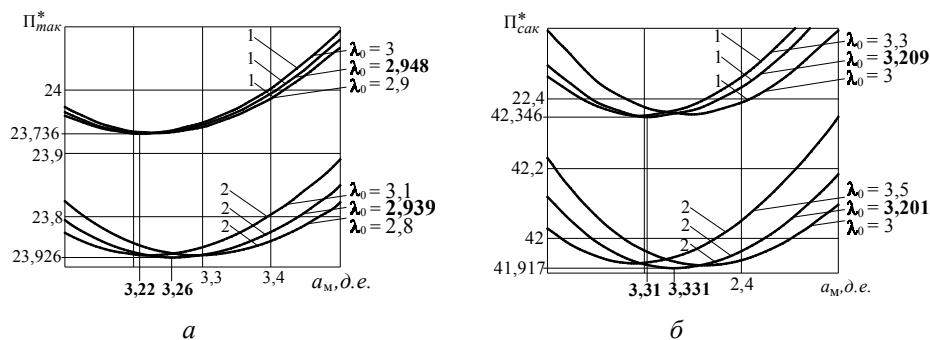 П*так
1
λ₀ = 3
1
λ₀ = 2,948
1
λ₀ = 2,9
24
23,736
23,9
2
λ₀ = 3,1
2
λ₀ = 2,939
2
λ₀ = 2,8
23,8
23,926
3,22
3,26
3,3
3,4
aм,д.е.
а
П*сак
1
λ₀ = 3,3
1
λ₀ = 3,209
1
λ₀ = 3
22,4
42,346
42,2
2
λ₀ = 3,5
2
λ₀ = 3,201
2
λ₀ = 3
42
41,917
3,31
3,331
2,4
aм,д.е.
б